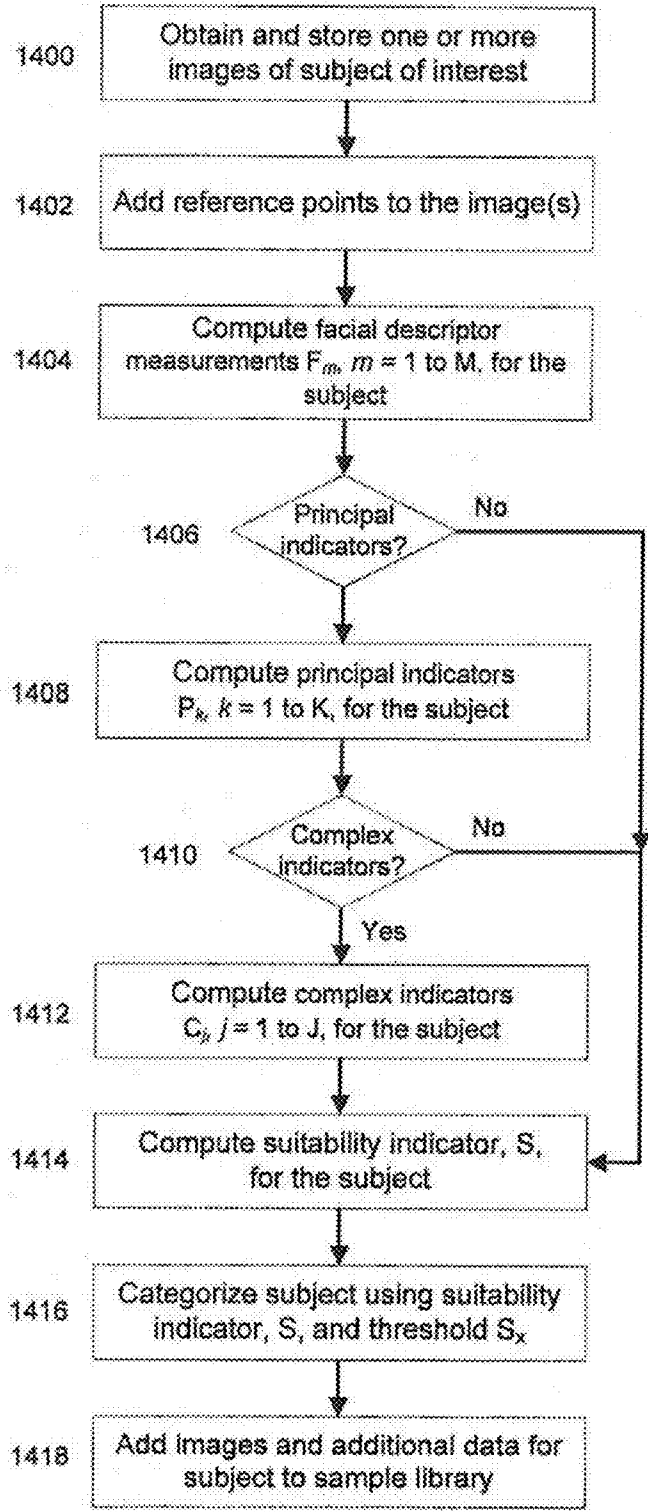 1400
Obtain and store one or more
images of subject of interest
1402
Add reference points to the image(s)
1404
Compute facial descriptor
measurements Fm, m = 1 to M, for the
subject
1406
Principal
indicators?
No
1408
Compute principal indicators
Pk, k = 1 to K, for the subject
1410
Complex
indicators?
No
Yes
1412
Compute complex indicators
Cj, j = 1 to J, for the subject
1414
Compute suitability indicator, S,
for the subject
1416
Categorize subject using suitability
indicator, S, and threshold Sx
1418
Add images and additional data for
subject to sample library